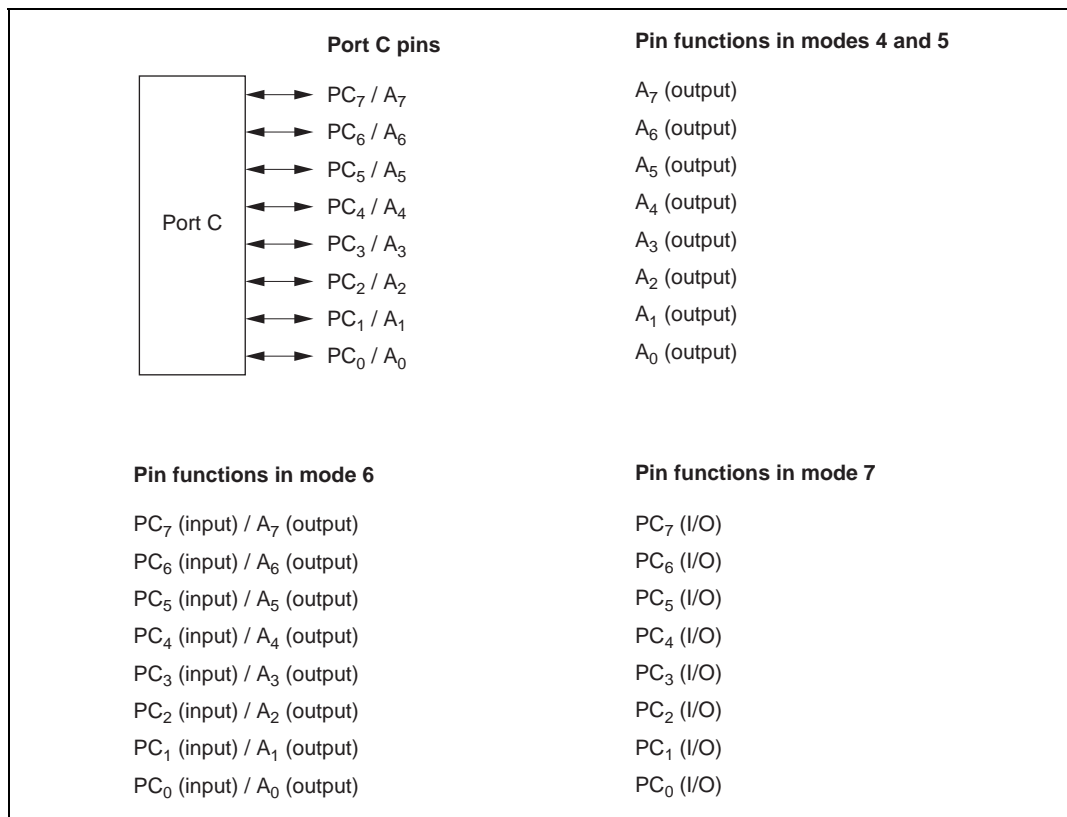 Port C pins
Pin functions in modes 4 and 5
Port C
PC7 / A7
A7 (output)
PC6 / A6
A6 (output)
PC5 / A5
A5 (output)
PC4 / A4
A4 (output)
PC3 / A3
A3 (output)
PC2 / A2
A2 (output)
PC1 / A1
A1 (output)
PC0 / A0
A0 (output)
Pin functions in mode 6
PC7 (input) / A7 (output)
PC6 (input) / A6 (output)
PC5 (input) / A5 (output)
PC4 (input) / A4 (output)
PC3 (input) / A3 (output)
PC2 (input) / A2 (output)
PC1 (input) / A1 (output)
PC0 (input) / A0 (output)
Pin functions in mode 7
PC7 (I/O)
PC6 (I/O)
PC5 (I/O)
PC4 (I/O)
PC3 (I/O)
PC2 (I/O)
PC1 (I/O)
PC0 (I/O)